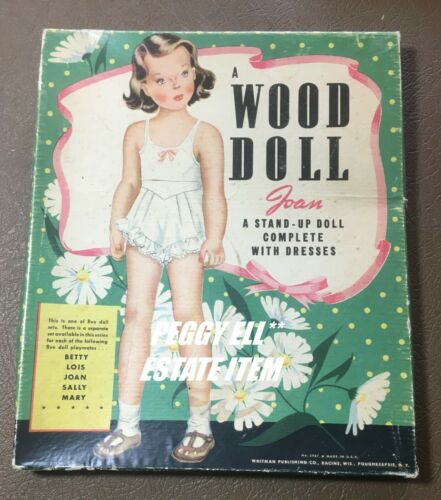 A
WOOD
DOLL
Joan
A STAND-UP DOLL
COMPLETE
WITH DRESSES
This is one of five doll
sets. There is a separate
set available in this series
for each of the following
five doll playmates . . .
BETTY
LOIS
JOAN
SALLY
MARY
* * * * *
PEGGY ELL**
ESTATE ITEM
MADE IN U.S.A.
WHITMAN PUBLISHING CO., RACINE, WIS., POUGHKEEPSIE, N.Y.